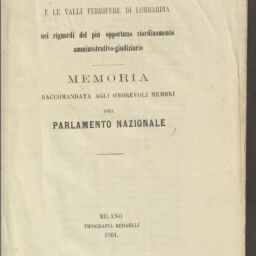 E LE VALLI FERRIFERE DI LOMBARDIA
nei riguardi del più opportuno riordinamento
amministrativo-giudiziario
MEMORIA
RACCOMANDATA AGLI ONOREVOLI MEMBRI
DEL
PARLAMENTO NAZIONALE
MILANO
TIPOGRAFIA REDAELLI
1861.